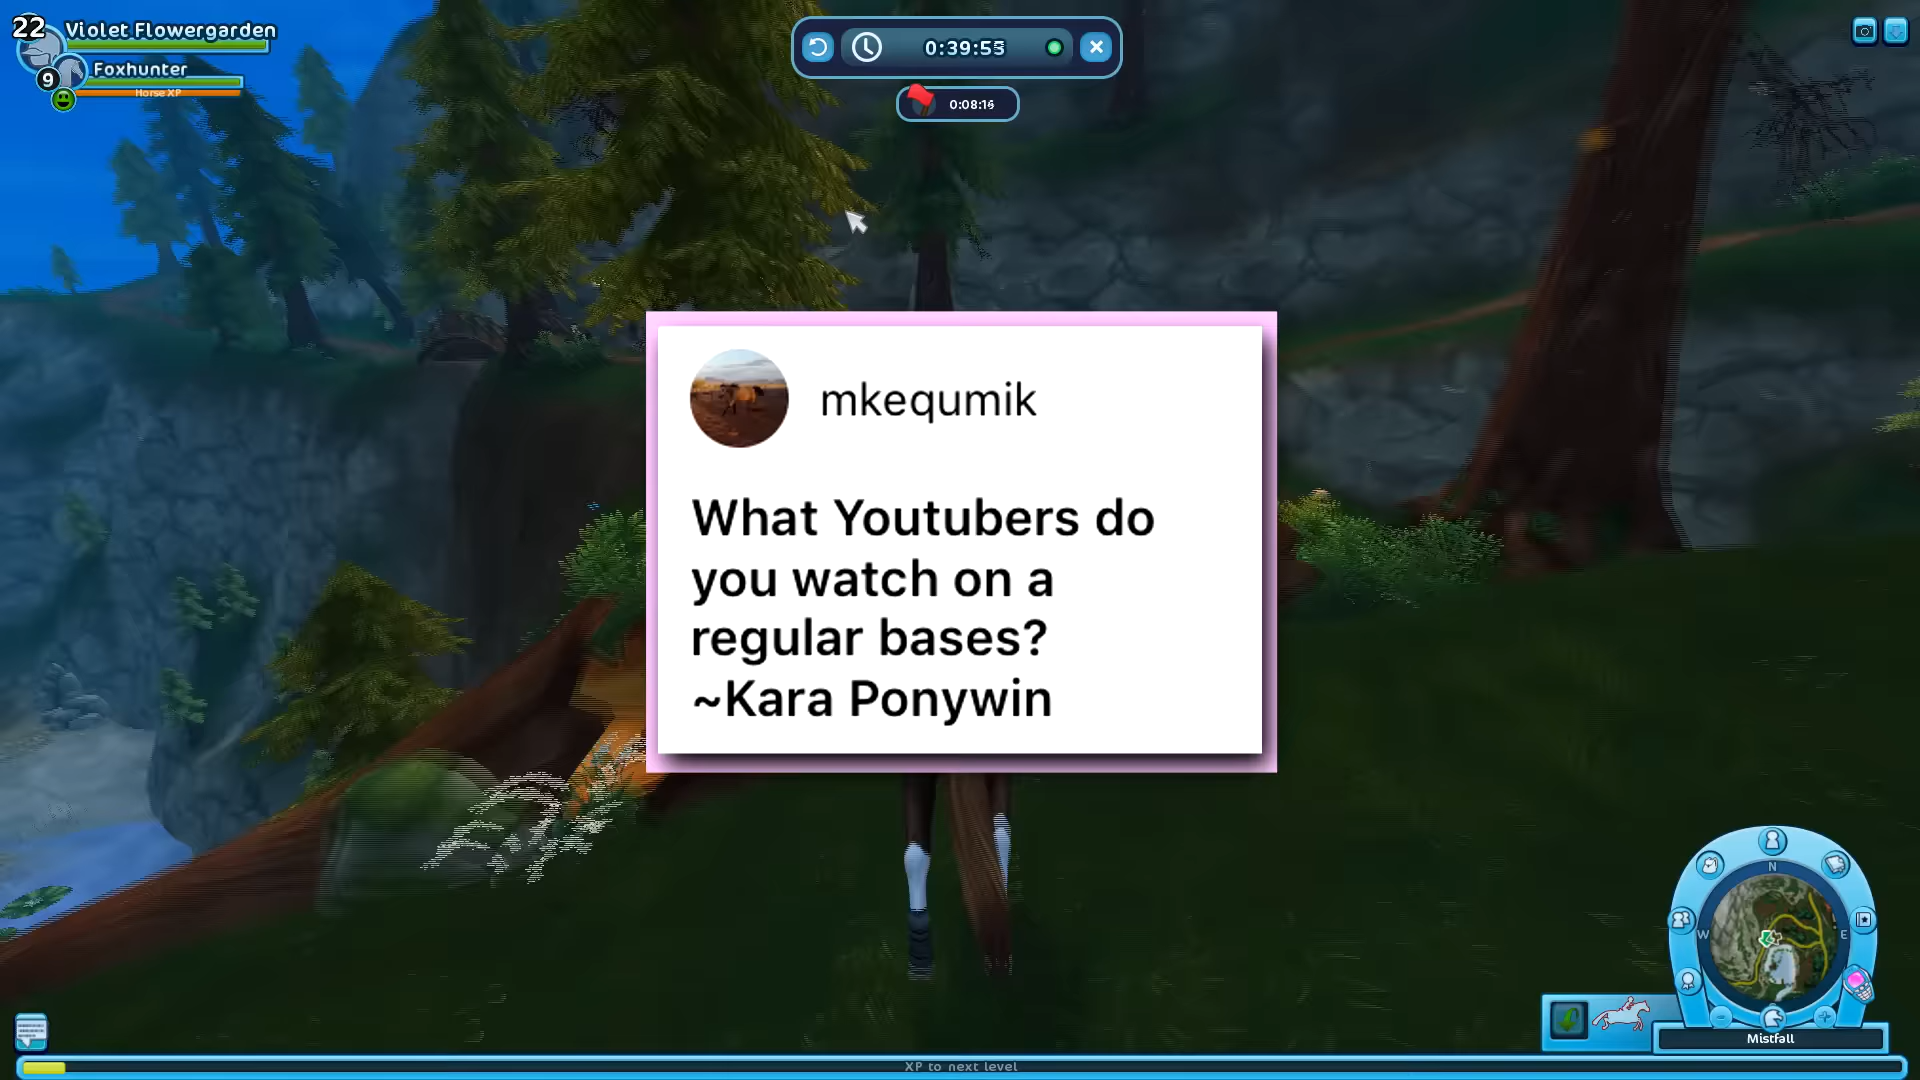 22
Violet Flowergarden
9
Foxhunter
Horse XP
0:39:55
0:08:14
mkequmik
What Youtubers do
you watch on a
regular bases?
~Kara Ponywin
N
W
E
Mistfall
XP to next level